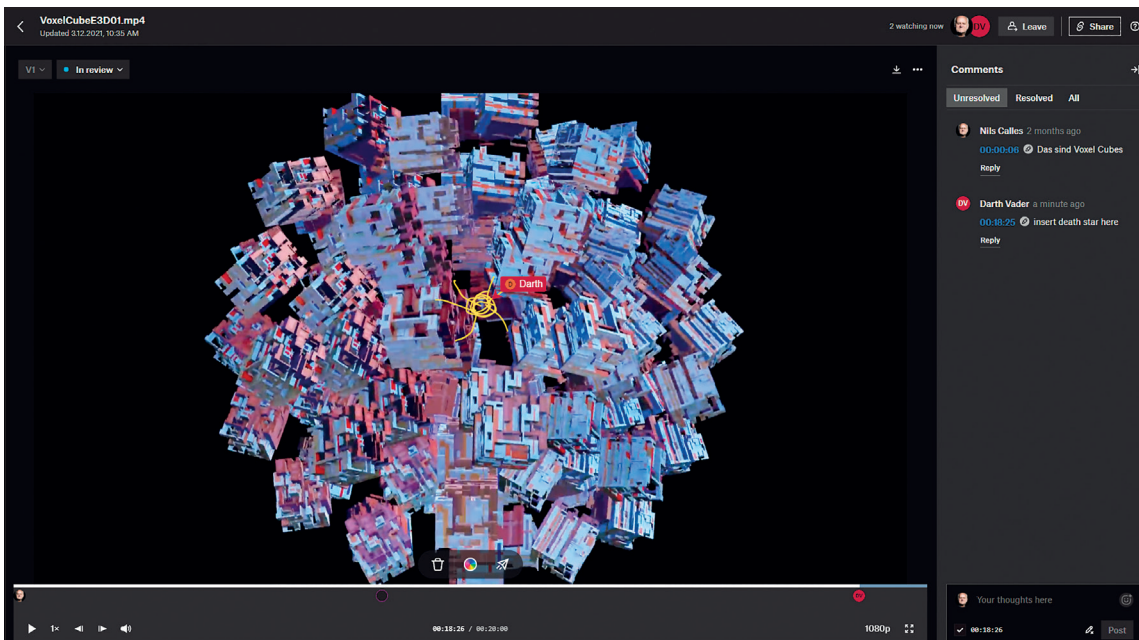 VoxelCubeE3D01.mp4
Updated 3.12.2021, 10:35 AM
2 watching now
DV
Leave
Share
V1
In review
Comments
Unresolved
Resolved
All
Nils Calles 2 months ago
00:00:06 Das sind Voxel Cubes
Reply
DV
Darth Vader a minute ago
00:18:25 insert death star here
Reply
D Darth
DV
1x
00:18:26 / 00:20:00
1080p
Your thoughts here
00:18:26
Post